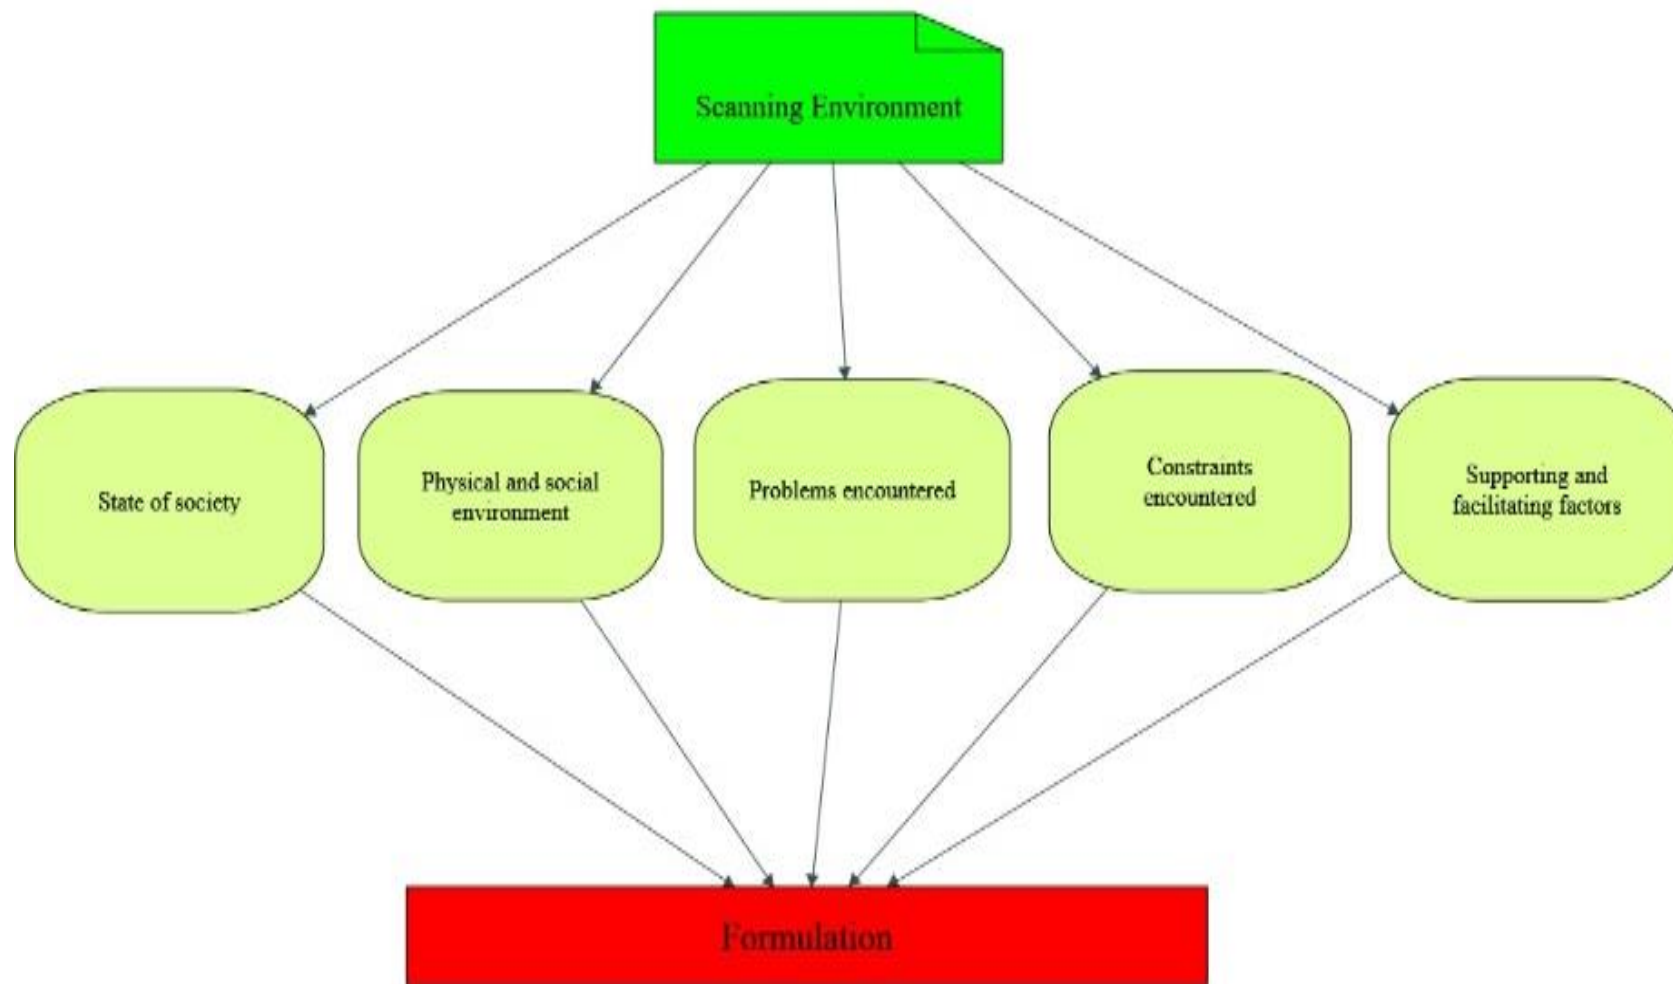 Scanning Environment
State of society
Physical and social
environment
Problems encountered
Constraints
encountered
Supporting and
facilitating factors
Formulation